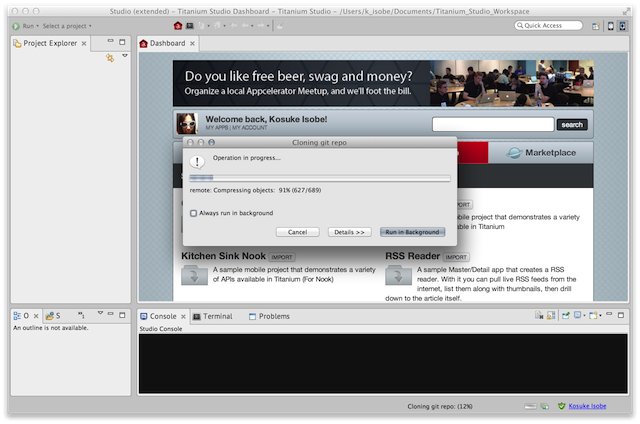 Studio (extended) – Titanium Studio Dashboard – Titanium Studio – /Users/k_isobe/Documents/Titanium_Studio_Workspace
Run
Select a project
Quick Access
Project Explorer
Dashboard
Do you like free beer, swag and money?
Organize a local Appcelerator Meetup, and we'll foot the bill.
Welcome back, Kosuke Isobe!
MY APPS | MY ACCOUNT
search
Cloning git repo
Marketplace
Operation in progress...
remote: Compressing objects: 91% (627/689)
IMPORT
mobile project that demonstrates a variety
available in Titanium
Always run in background
Cancel
Details >>
Run in Background
Kitchen Sink Nook
IMPORT
A sample mobile project that demonstrates a variety
of APIs available in Titanium (For Nook)
RSS Reader
IMPORT
A sample Master/Detail app that creates a RSS
reader. With it you can pull live RSS feeds from the
internet, list them along with thumbnails, then drill
down to the article itself.
O
S
1
An outline is not available.
Console
Terminal
Problems
Studio Console
Cloning git repo: (12%)
Kosuke Isobe